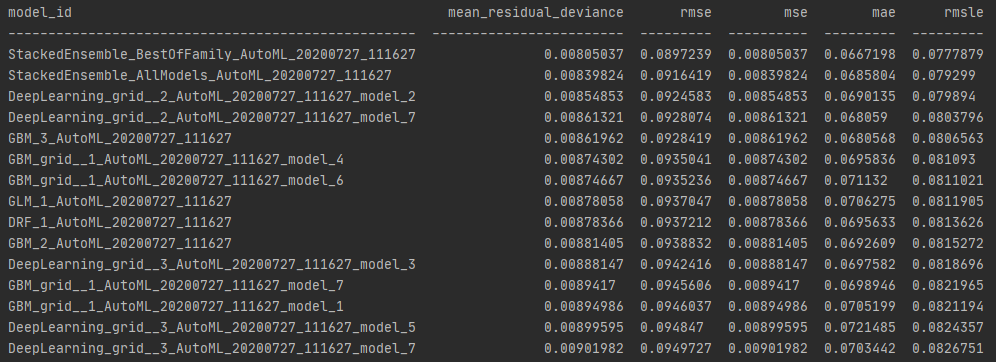 model_id mean_residual_deviance rmse mse mae rmsle
--------------------------------------------------- ------------------------ --------- ---------- --------- ---------
StackedEnsemble_BestOfFamily_AutoML_20200727_111627 0.00805037 0.0897239 0.00805037 0.0667198 0.0777879
StackedEnsemble_AllModels_AutoML_20200727_111627 0.00839824 0.0916419 0.00839824 0.0685804 0.079299
DeepLearning_grid__2_AutoML_20200727_111627_model_2 0.00854853 0.0924583 0.00854853 0.0690135 0.079894
DeepLearning_grid__2_AutoML_20200727_111627_model_7 0.00861321 0.0928074 0.00861321 0.068059 0.0803796
GBM_3_AutoML_20200727_111627 0.00861962 0.0928419 0.00861962 0.0680568 0.0806563
GBM_grid__1_AutoML_20200727_111627_model_4 0.00874302 0.0935041 0.00874302 0.0695836 0.081093
GBM_grid__1_AutoML_20200727_111627_model_6 0.00874667 0.0935236 0.00874667 0.071132 0.0811021
GLM_1_AutoML_20200727_111627 0.00878058 0.0937047 0.00878058 0.0706275 0.0811905
DRF_1_AutoML_20200727_111627 0.00878366 0.0937212 0.00878366 0.0695633 0.0813626
GBM_2_AutoML_20200727_111627 0.00881405 0.0938832 0.00881405 0.0692609 0.0815272
DeepLearning_grid__3_AutoML_20200727_111627_model_3 0.00888147 0.0942416 0.00888147 0.0697582 0.0818696
GBM_grid__1_AutoML_20200727_111627_model_7 0.0089417 0.0945606 0.0089417 0.0698946 0.0821965
GBM_grid__1_AutoML_20200727_111627_model_1 0.00894986 0.0946037 0.00894986 0.0705199 0.0821194
DeepLearning_grid__3_AutoML_20200727_111627_model_5 0.00899595 0.094847 0.00899595 0.0721485 0.0824357
DeepLearning_grid__3_AutoML_20200727_111627_model_7 0.00901982 0.0949727 0.00901982 0.0703442 0.0826751